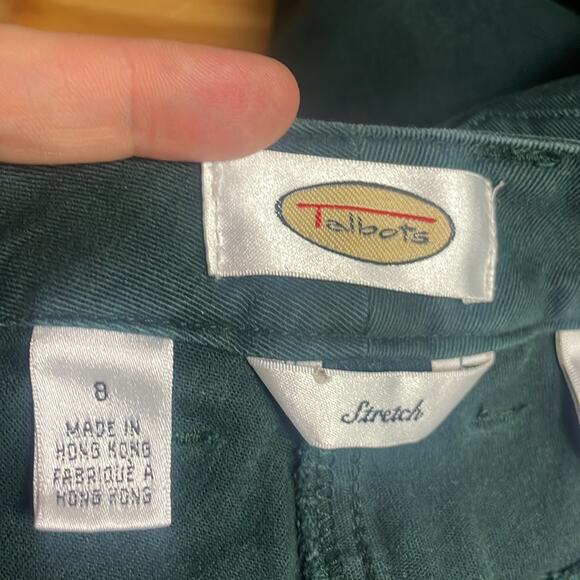 Talbots
8
MADE IN
HONG KONG
FABRIQUÉ À
HONG KONG
Stretch